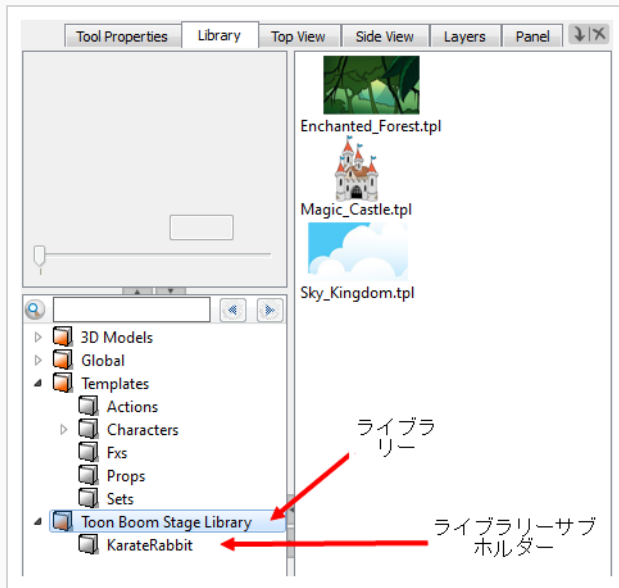 Tool Properties
Library
Top View
Side View
Layers
Panel
Enchanted_Forest.tpl
Magic_Castle.tpl
Sky_Kingdom.tpl
3D Models
Global
Templates
Actions
Characters
Fxs
Props
Sets
Toon Boom Stage Library
KarateRabbit
ライブラ
リー
ライブラリーサブ
ホルダー